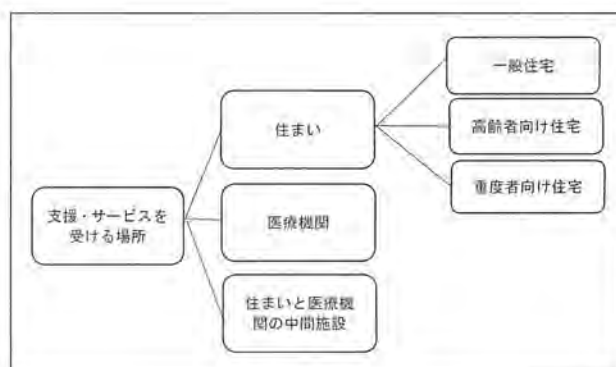 一般住宅
住まい
高齢者向け住宅
重度者向け住宅
支援・サービスを
受ける場所
医療機関
住まいと医療機
関の中間施設